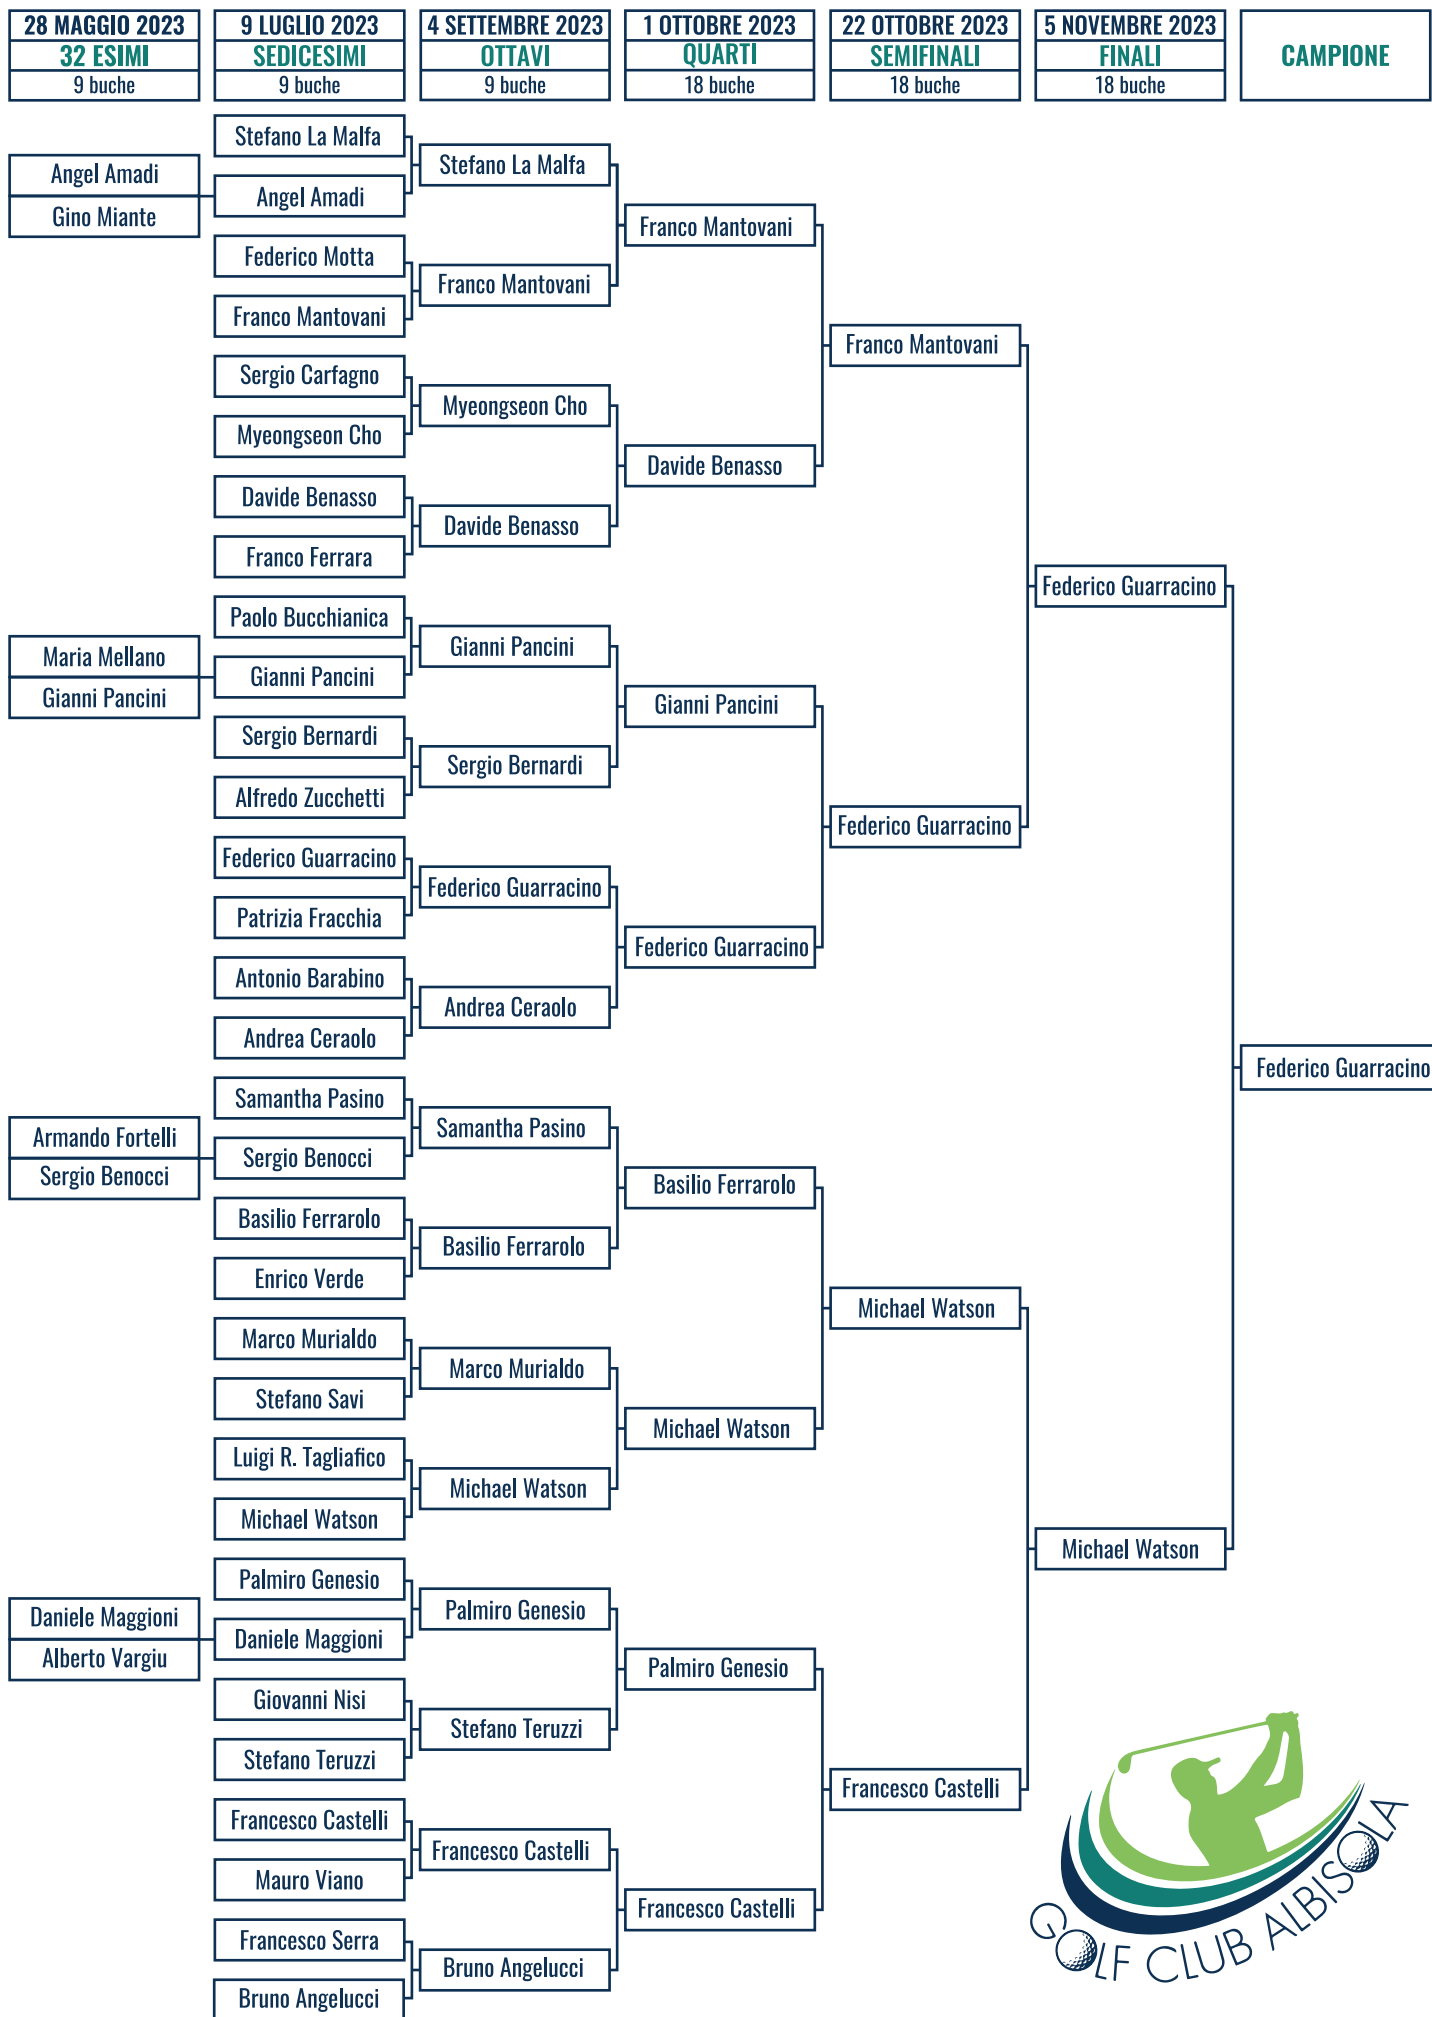 28 MAGGIO 2023
32 ESIMI
9 buche
9 LUGLIO 2023
SEDICESIMI
9 buche
4 SETTEMBRE 2023
OTTAVI
9 buche
1 OTTOBRE 2023
QUARTI
18 buche
22 OTTOBRE 2023
SEMIFINALI
18 buche
5 NOVEMBRE 2023
FINALI
18 buche
CAMPIONE
Angel Amadi
Gino Miante
Maria Mellano
Gianni Pancini
Armando Fortelli
Sergio Benocci
Daniele Maggioni
Alberto Vargiu
Stefano La Malfa
Angel Amadi
Federico Motta
Franco Mantovani
Sergio Carfagno
Myeongseon Cho
Davide Benasso
Franco Ferrara
Paolo Bucchianica
Gianni Pancini
Sergio Bernardi
Alfredo Zucchetti
Federico Guarracino
Patrizia Fracchia
Antonio Barabino
Andrea Ceraolo
Samantha Pasino
Sergio Benocci
Basilio Ferrarolo
Enrico Verde
Marco Murialdo
Stefano Savi
Luigi R. Tagliafico
Michael Watson
Palmiro Genesio
Daniele Maggioni
Giovanni Nisi
Stefano Teruzzi
Francesco Castelli
Mauro Viano
Francesco Serra
Bruno Angelucci
Stefano La Malfa
Franco Mantovani
Myeongseon Cho
Davide Benasso
Gianni Pancini
Sergio Bernardi
Federico Guarracino
Andrea Ceraolo
Samantha Pasino
Basilio Ferrarolo
Marco Murialdo
Michael Watson
Palmiro Genesio
Stefano Teruzzi
Francesco Castelli
Bruno Angelucci
Franco Mantovani
Davide Benasso
Gianni Pancini
Federico Guarracino
Basilio Ferrarolo
Michael Watson
Palmiro Genesio
Francesco Castelli
Franco Mantovani
Federico Guarracino
Michael Watson
Francesco Castelli
Federico Guarracino
Michael Watson
Federico Guarracino
GOLF CLUB ALBISOLA